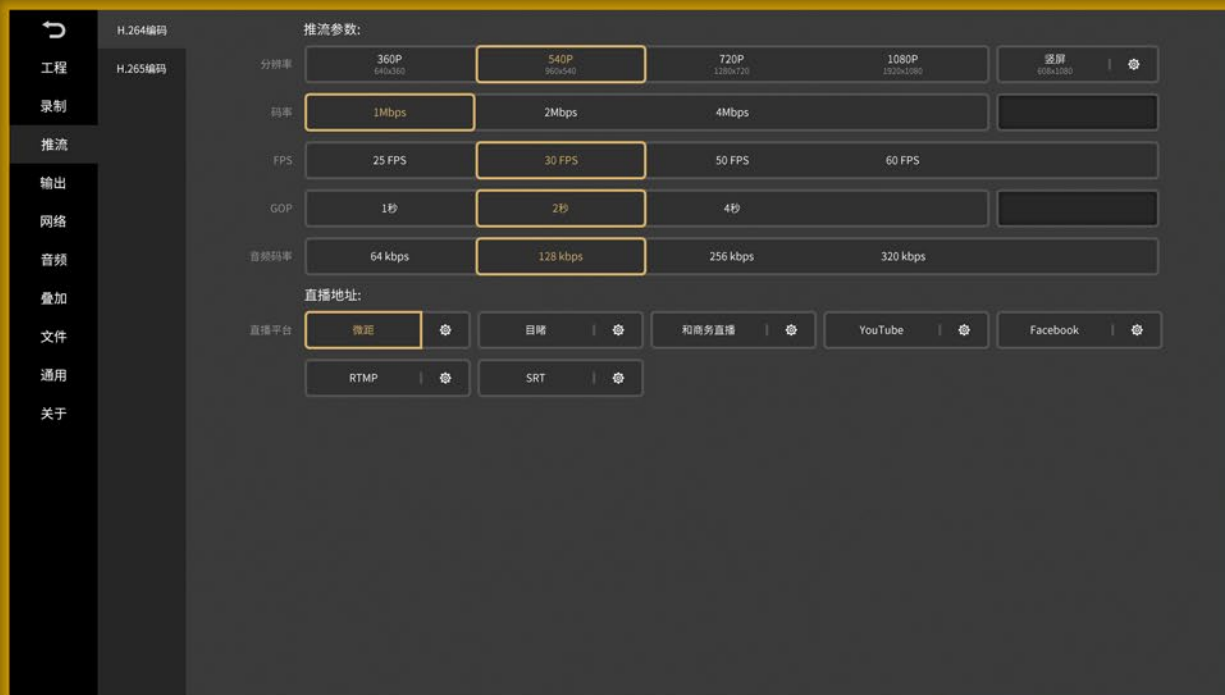 H.264编码
推流参数:
工程
H.265编码
分辨率
360P
640x360
540P
960x540
720P
1280x720
1080P
1920x1080
竖屏
608x1080
录制
码率
1Mbps
2Mbps
4Mbps
推流
FPS
25 FPS
30 FPS
50 FPS
60 FPS
输出
GOP
1秒
2秒
4秒
网络
音频
音频码率
64 kbps
128 kbps
256 kbps
320 kbps
叠加
直播地址:
文件
直播平台
微距
目睹
和商务直播
YouTube
Facebook
通用
RTMP
SRT
关于